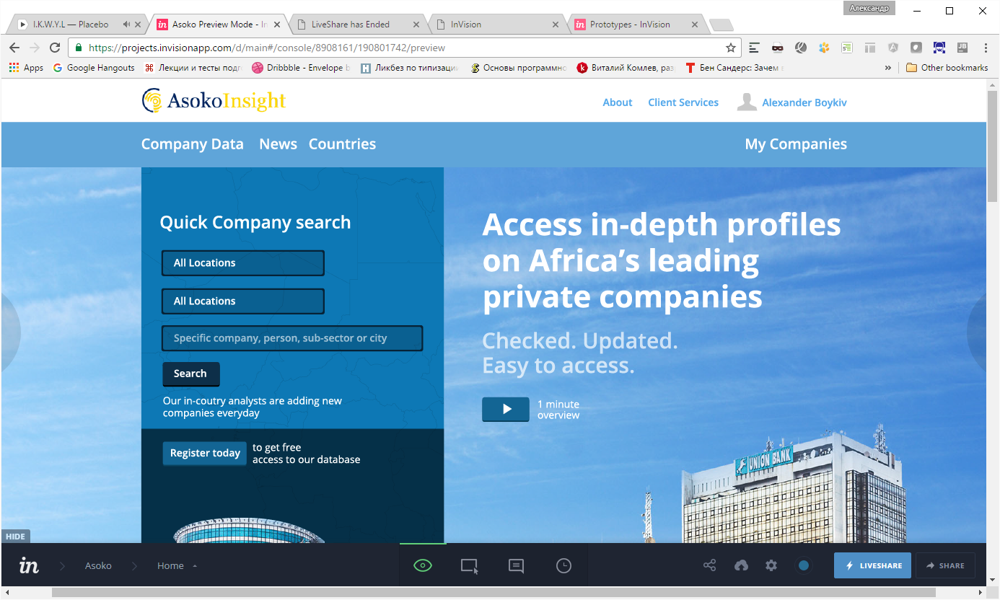 Александр
I.K.W.Y.L — Placebo
Asoko Preview Mode - In
LiveShare has Ended
InVision
Prototypes - InVision
https://projects.invisionapp.com/d/main#/console/8908161/190801742/preview
Apps
Google Hangouts
Лекции и тесты подг
Dribbble - Envelope b
Ликбез по типизаци
Основы программно
Виталий Комлев, раз
Бен Сандерс: Зачем в
»
Other bookmarks
AsokoInsight
About
Client Services
Alexander Boykiv
Company Data
News
Countries
My Companies
Quick Company search
All Locations
All Locations
Specific company, person, sub-sector or city
Search
Our in-coutry analysts are adding new
companies everyday
Register today
to get free
access to our database
Access in-depth profiles
on Africa’s leading
private companies
Checked. Updated.
Easy to access.
1 minute
overview
UNION BANK
HIDE
in
Asoko
Home
LIVESHARE
SHARE